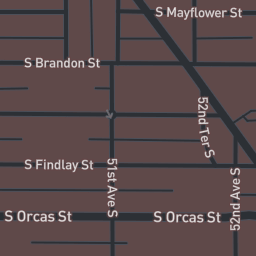 S Mayflower St
S Brandon St
52nd Ter S
S Findlay St
51st Ave S
52nd Ave S
S Orcas St
S Orcas St